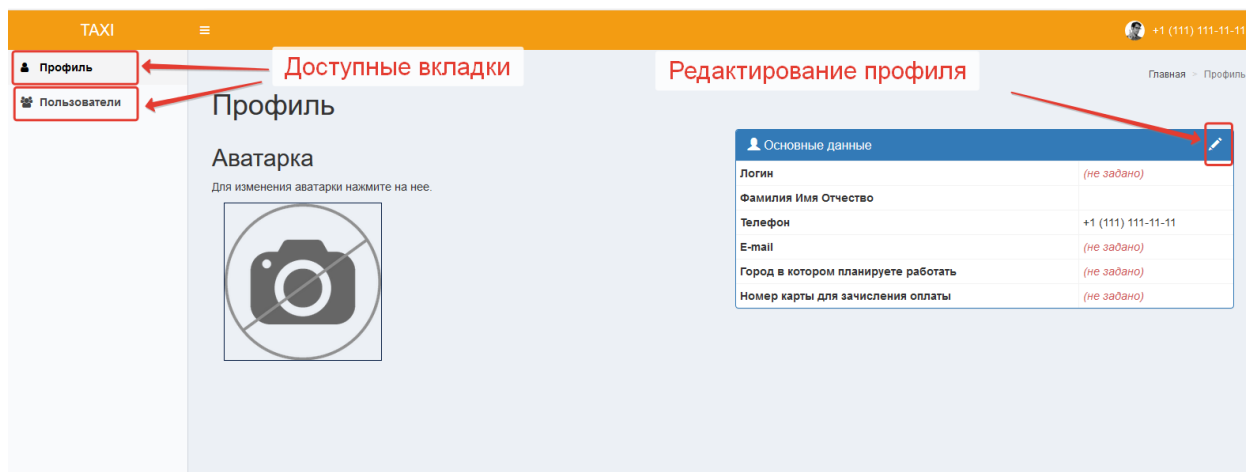 TAXI
+1 (111) 111-11-11
Профиль
Доступные вкладки
Редактирование профиля
Главная > Профиль
Пользователи
Профиль
Основные данные
Аватарка
Для изменения аватарки нажмите на нее.
Логин (не задано)
Фамилия Имя Отчество
Телефон +1 (111) 111-11-11
E-mail (не задано)
Город в котором планируете работать (не задано)
Номер карты для зачисления оплаты (не задано)